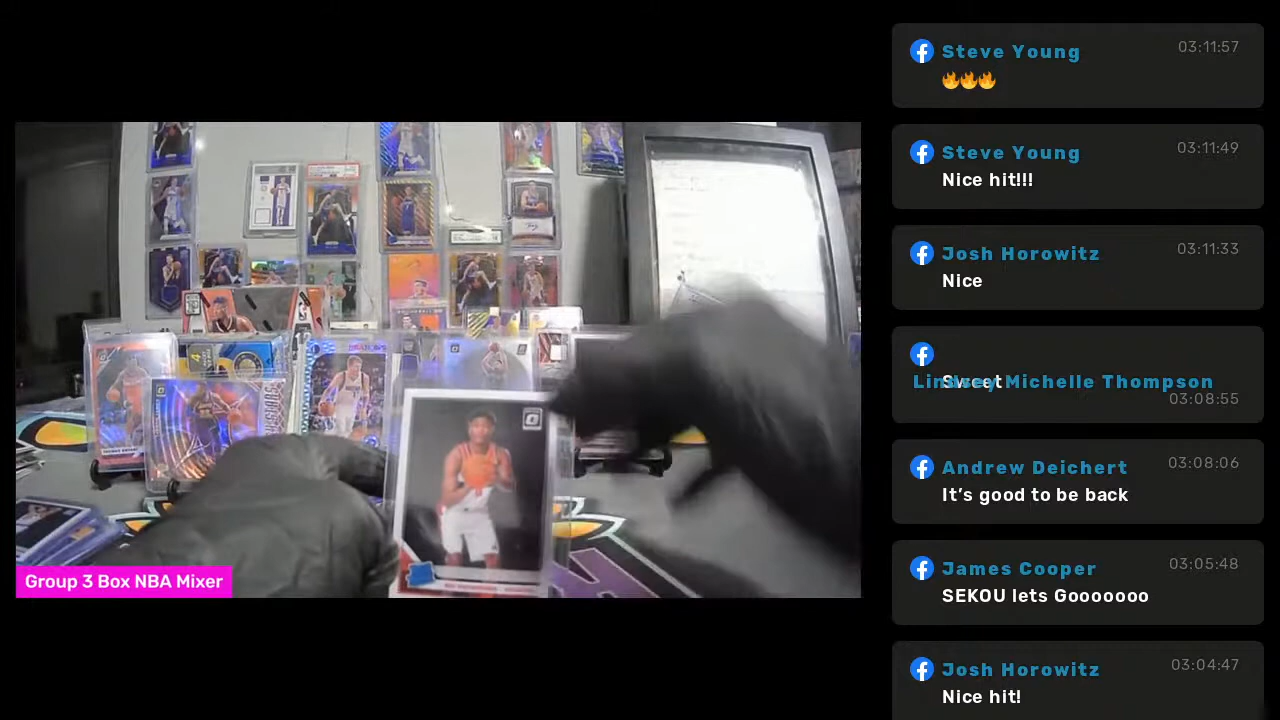 Steve Young
03:11:57
🔥🔥🔥
Steve Young
03:11:49
Nice hit!!!
Josh Horowitz
03:11:33
Nice
Lindsey Michelle Thompson
Sweet
03:08:55
Andrew Deichert
03:08:06
It’s good to be back
James Cooper
03:05:48
SEKOU lets Gooooooo
Josh Horowitz
03:04:47
Nice hit!
Group 3 Box NBA Mixer